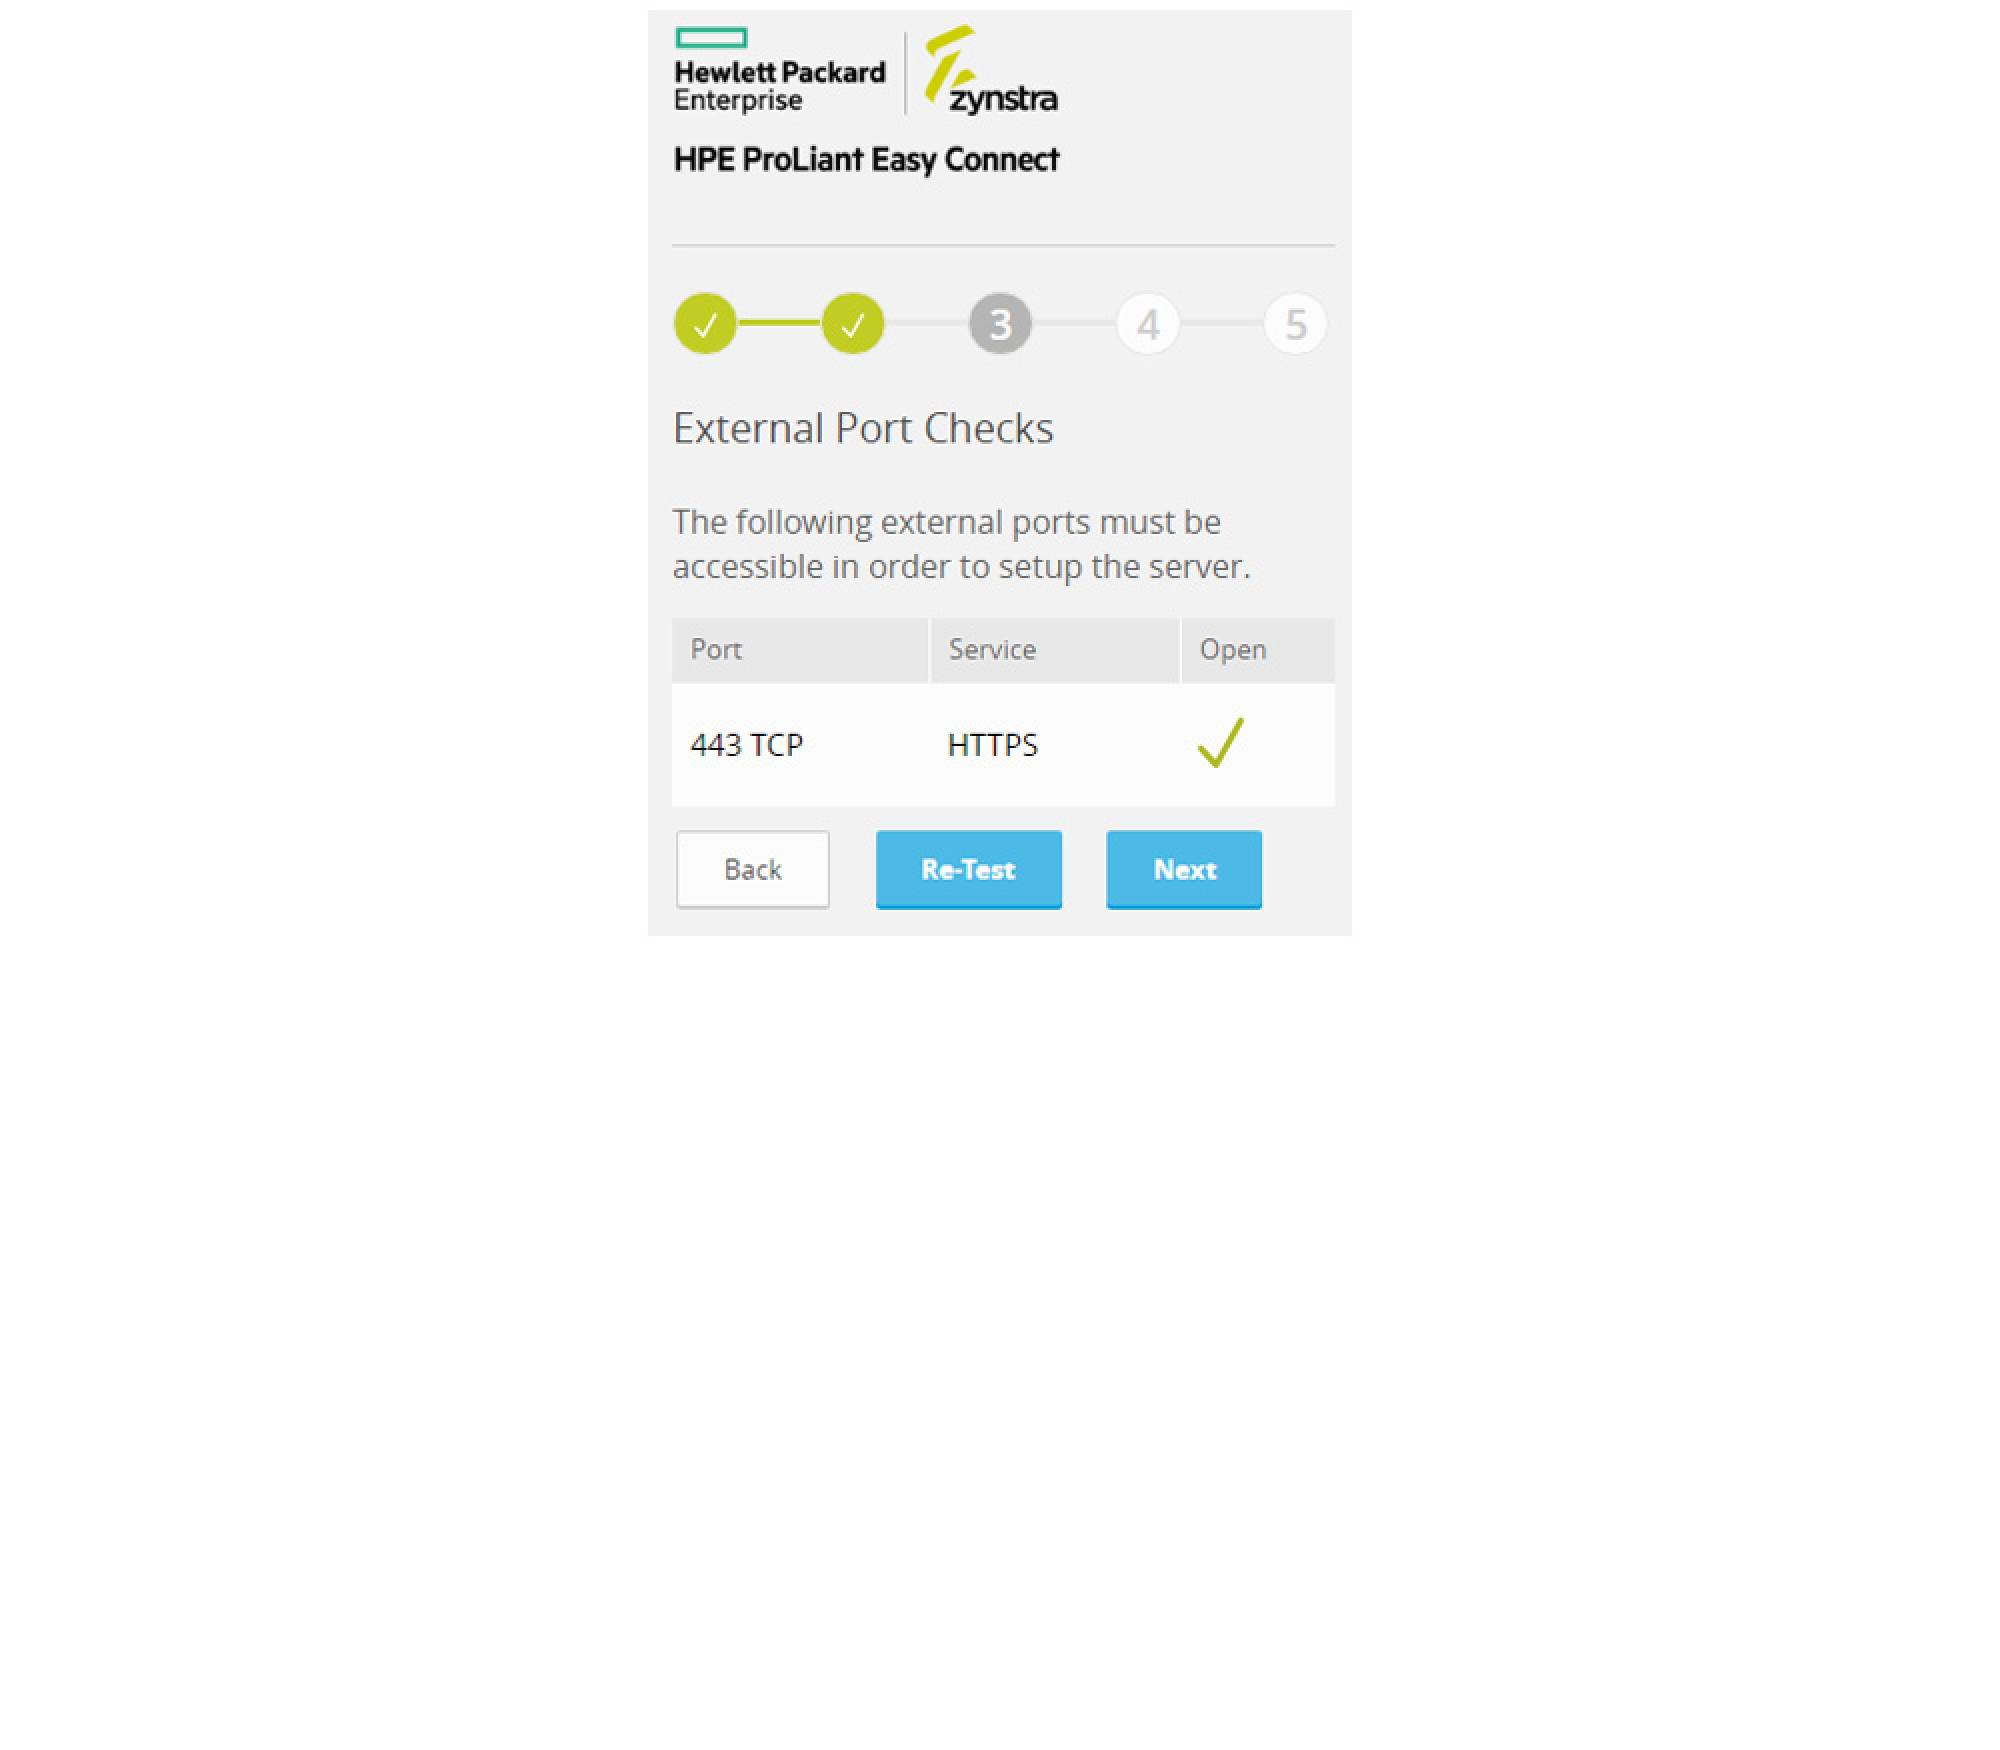 Hewlett Packard
Enterprise
zynstra
HPE ProLiant Easy Connect
3 4 5
External Port Checks
The following external ports must be
accessible in order to setup the server.
Port Service Open
443 TCP HTTPS
Back Re-Test Next